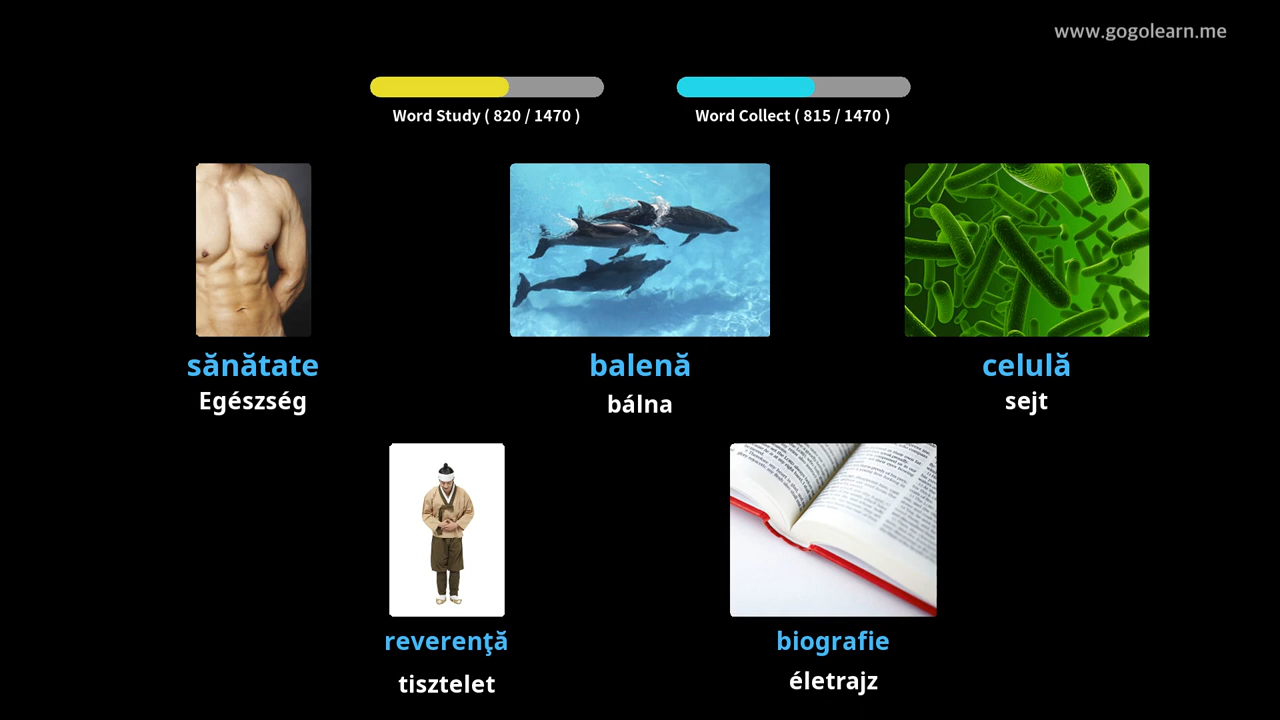 www.gogolearn.me
Word Study ( 820 / 1470 )
Word Collect ( 815 / 1470 )
sănătate
Egészség
balenă
bálna
celulă
sejt
reverenţă
tisztelet
biografie
életrajz